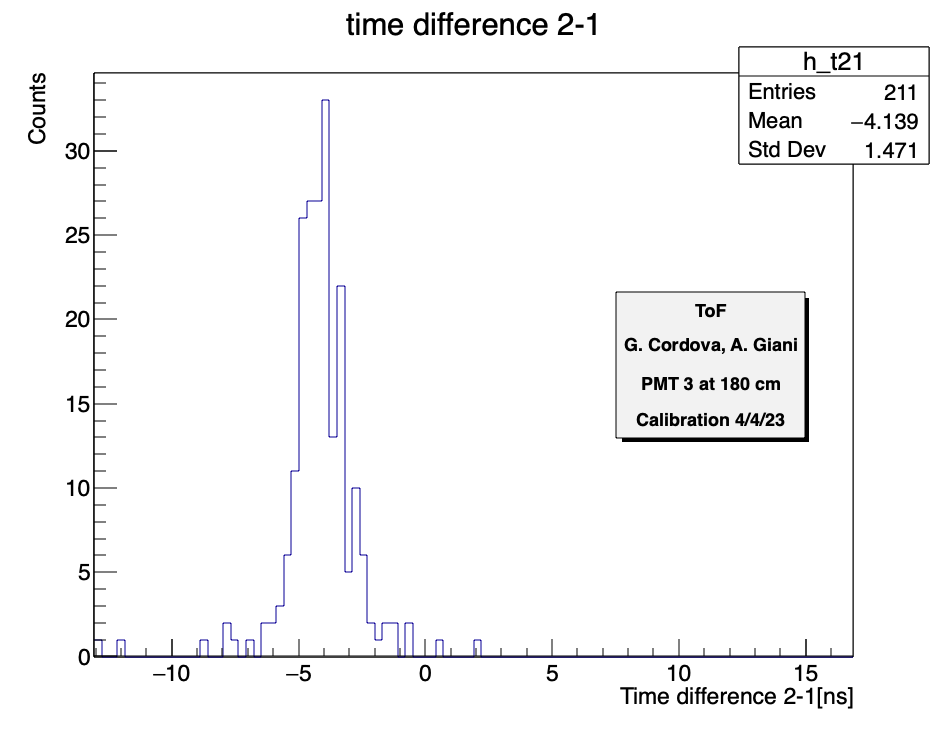 time difference 2-1
h_t21
Entries 211
Mean −4.139
Std Dev 1.471
Counts
30
25
20
15
10
5
0
ToF
G. Cordova, A. Giani
PMT 3 at 180 cm
Calibration 4/4/23
−10 −5 0 5 10 15
Time difference 2-1[ns]